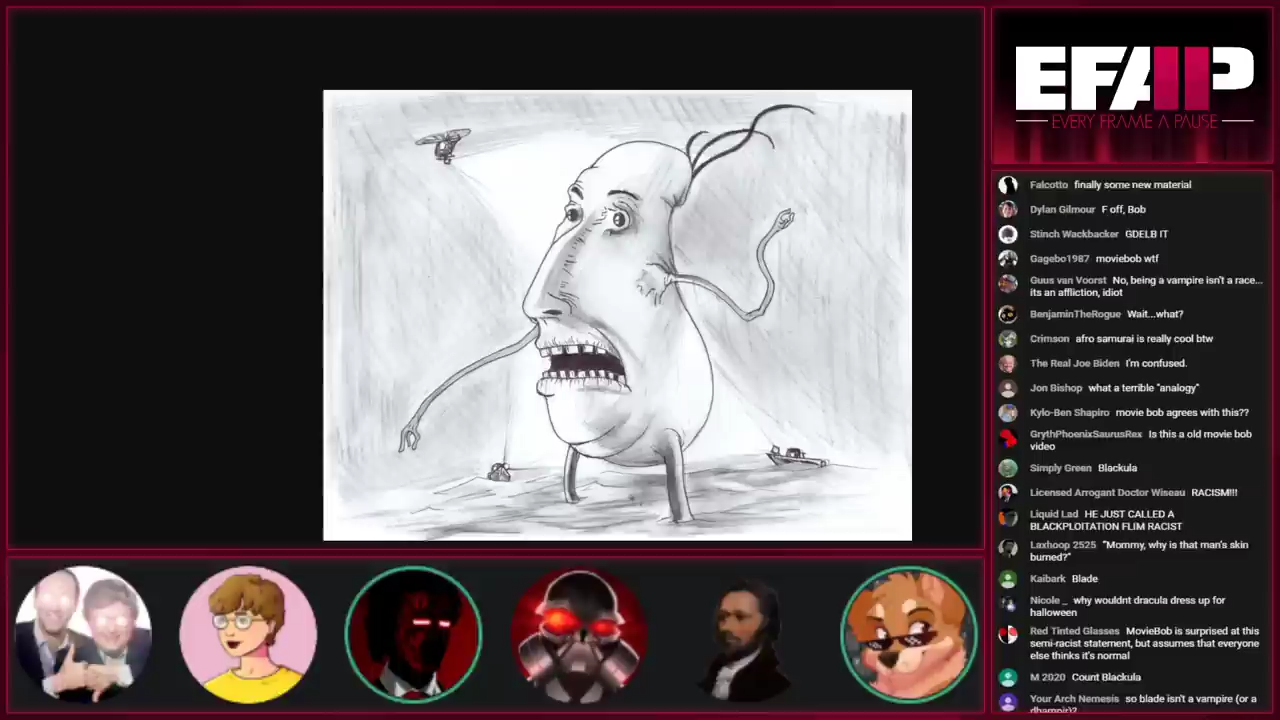 EFAP
EVERY FRAME A PAUSE
Falcotto finally some new material
Dylan Gilmour F off, Bob
Stinch Wackbacker GDELB IT
Gagebo1987 moviebob wtf
Guus van Voorst No, being a vampire isn't a race...
its an affliction, idiot
BenjaminTheRogue Wait...what?
Crimson afro samurai is really cool btw
The Real Joe Biden I'm confused.
Jon Bishop what a terrible "analogy"
Kylo-Ben Shapiro movie bob agrees with this??
GrythPhoenixSaurusRex Is this a old movie bob
video
Simply Green Blackula
Licensed Arrogant Doctor Wiseau RACISM!!!
Liquid Lad HE JUST CALLED A
BLACKPLOITATION FLIM RACIST
Laxhoop 2525 "Mommy, why is that man's skin
burned?"
Kaibark Blade
Nicole _ why wouldnt dracula dress up for
halloween
Red Tinted Glasses MovieBob is surprised at this
semi-racist statement, but assumes that everyone
else thinks it's normal
M 2020 Count Blackula
Your Arch Nemesis so blade isn't a vampire (or a
dhampir)?